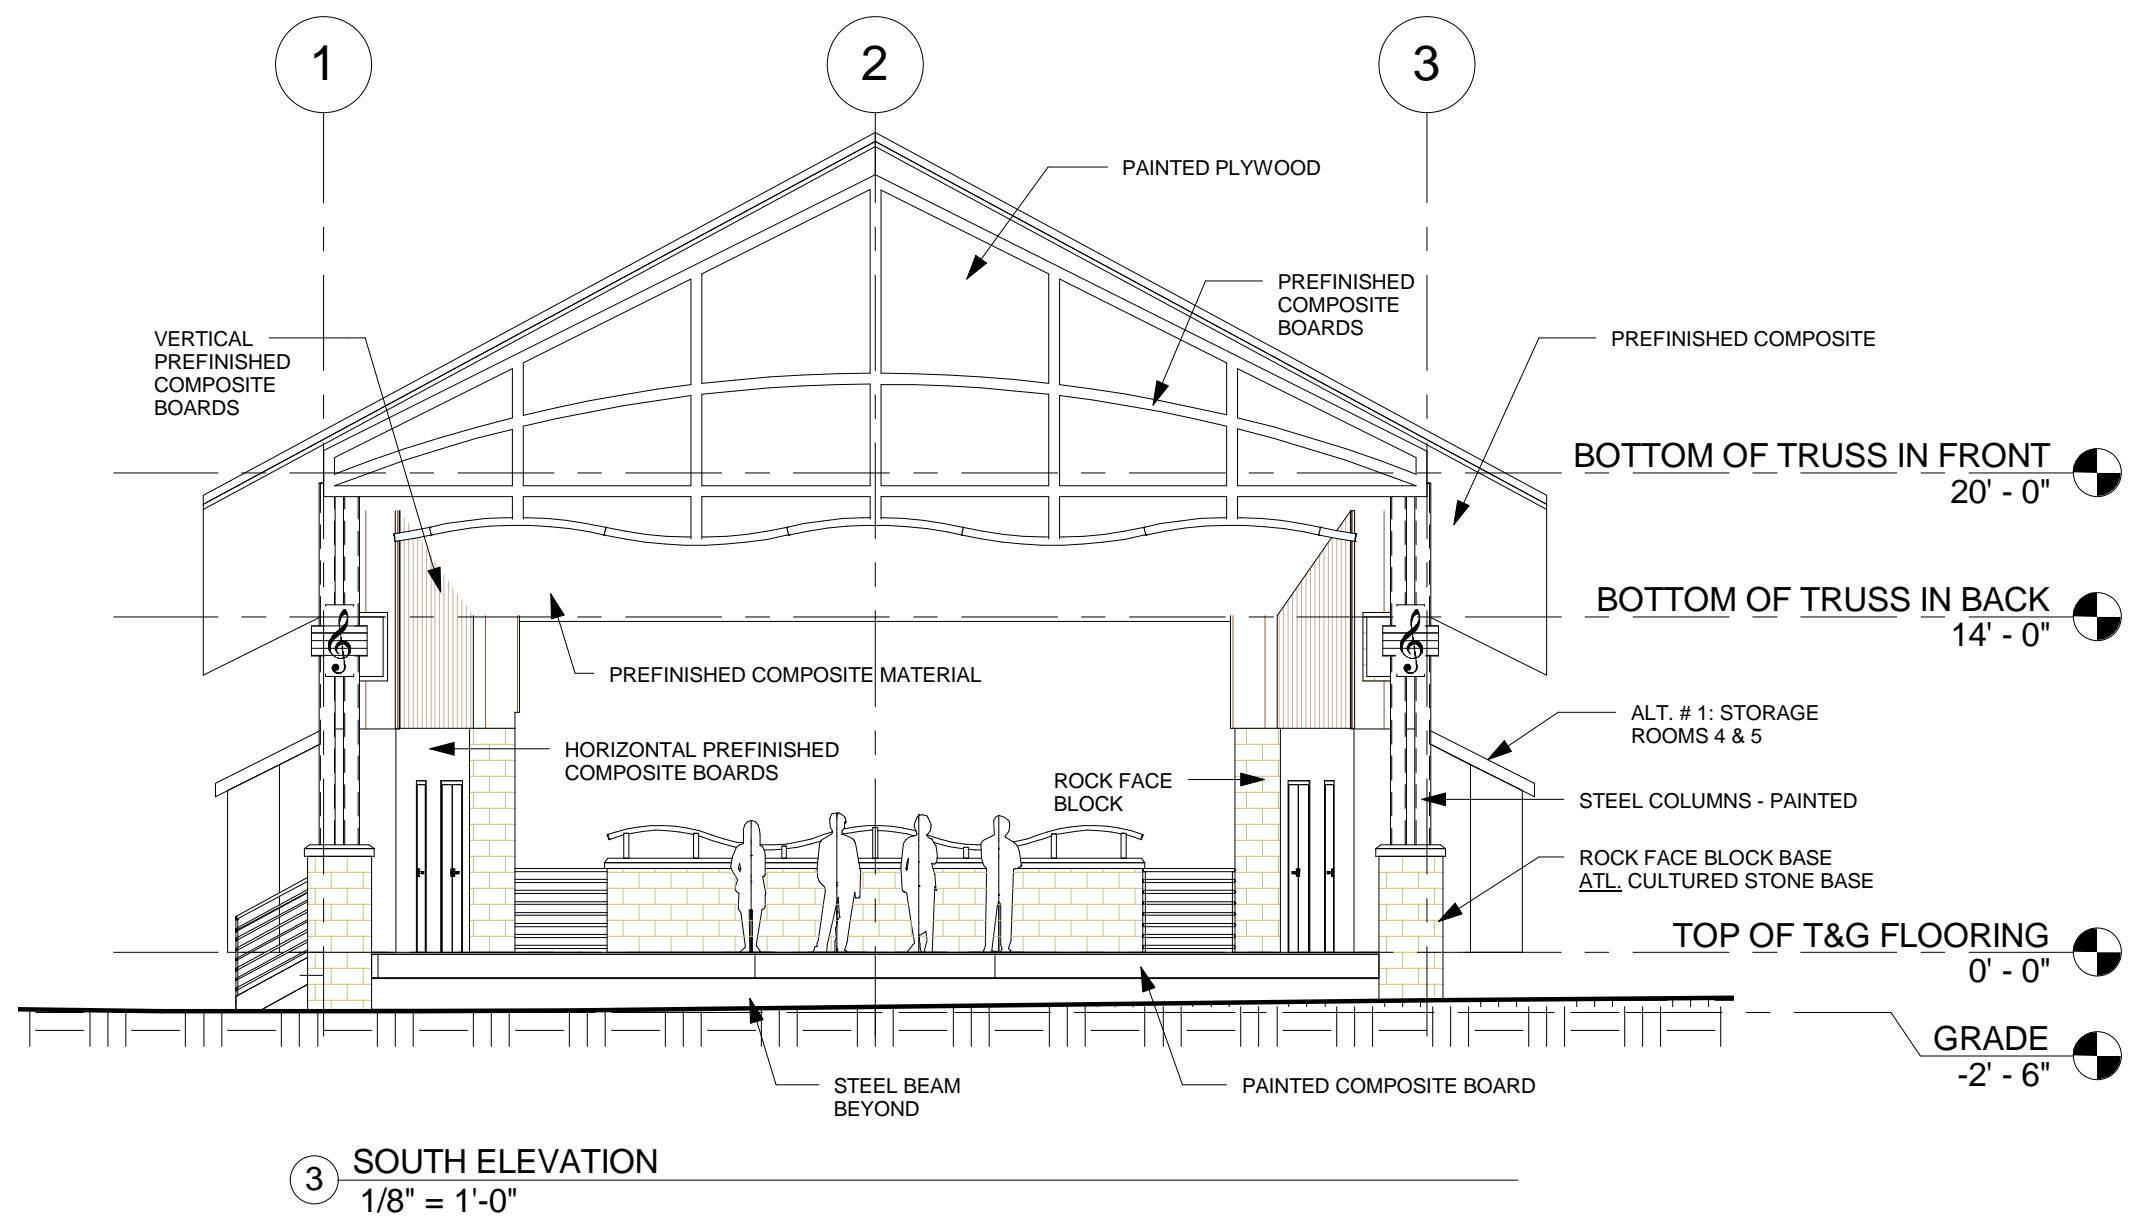 1
2
3
PAINTED PLYWOOD
PREFINISHED
COMPOSITE
BOARDS
VERTICAL
PREFINISHED
COMPOSITE
BOARDS
PREFINISHED COMPOSITE
BOTTOM OF TRUSS IN FRONT
20' - 0"
BOTTOM OF TRUSS IN BACK
14' - 0"
PREFINISHED COMPOSITE MATERIAL
ALT. # 1: STORAGE
ROOMS 4 & 5
HORIZONTAL PREFINISHED
COMPOSITE BOARDS
ROCK FACE
BLOCK
STEEL COLUMNS - PAINTED
ROCK FACE BLOCK BASE
ATL. CULTURED STONE BASE
TOP OF T&G FLOORING
0' - 0"
GRADE
-2' - 6"
STEEL BEAM
BEYOND
PAINTED COMPOSITE BOARD
3
SOUTH ELEVATION
1/8" = 1'-0"